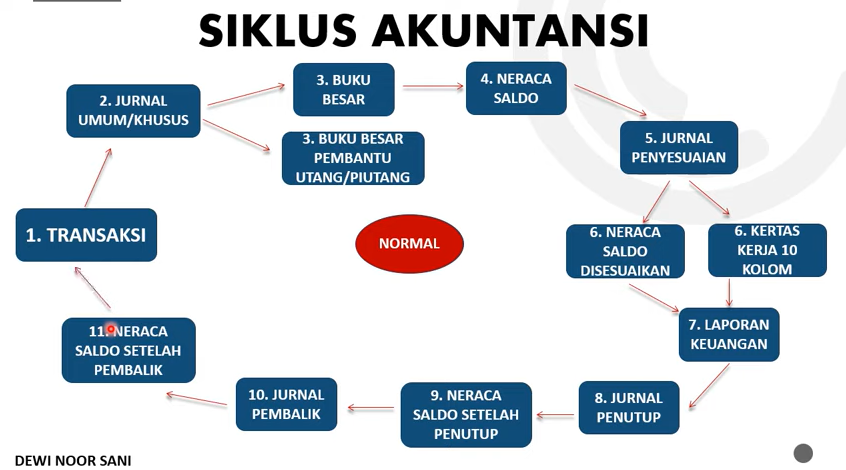 SIKLUS AKUNTANSI
1. TRANSAKSI
2. JURNAL
UMUM/KHUSUS
3. BUKU
BESAR
3. BUKU BESAR
PEMBANTU
UTANG/PIUTANG
4. NERACA
SALDO
5. JURNAL
PENYESUAIAN
6. NERACA
SALDO
DISESUAIKAN
6. KERTAS
KERJA 10
KOLOM
7. LAPORAN
KEUANGAN
8. JURNAL
PENUTUP
9. NERACA
SALDO SETELAH
PENUTUP
10. JURNAL
PEMBALIK
11. NERACA
SALDO SETELAH
PEMBALIK
NORMAL
DEWI NOOR SANI